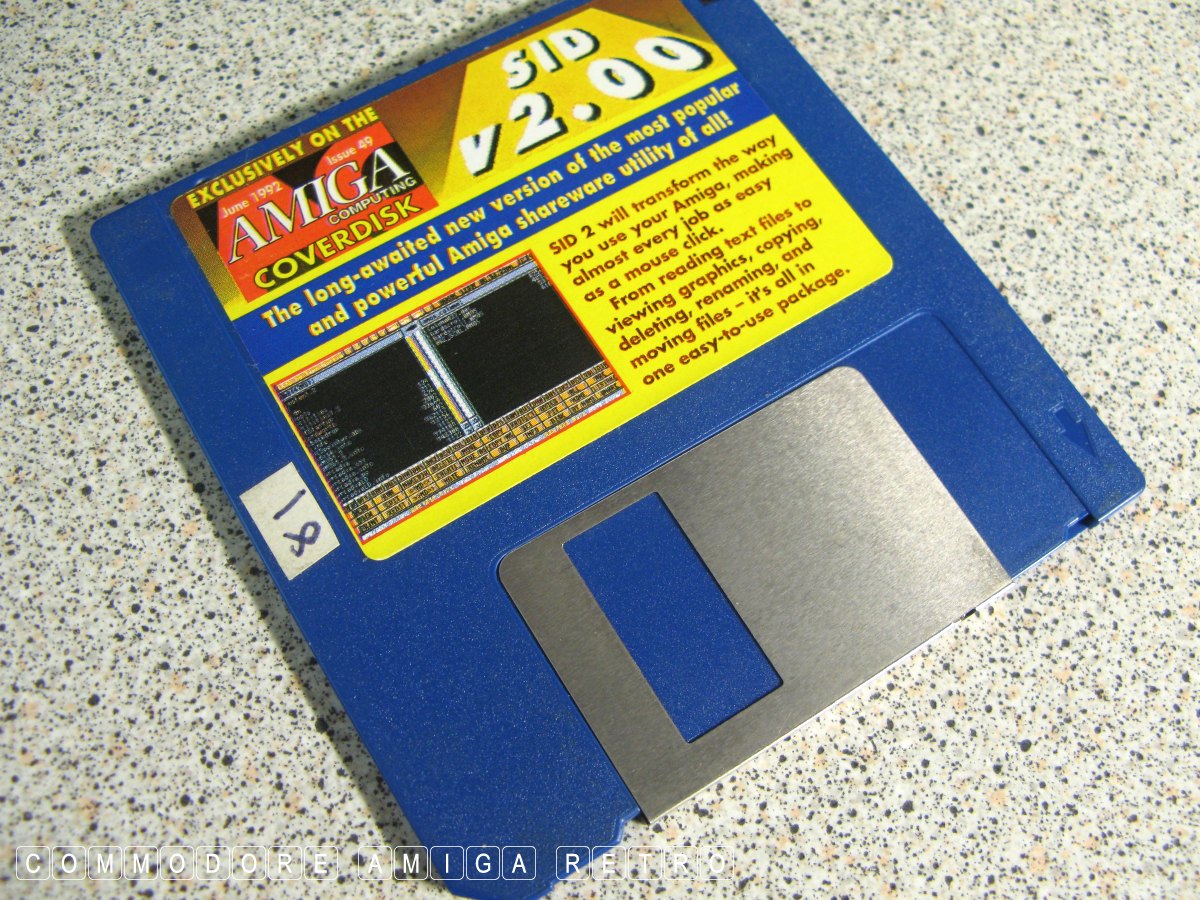 EXCLUSIVELY ON THE
June 1992
Issue 49
AMIGA
COMPUTING
COVERDISK
SID
v2.00
The long-awaited new version of the most popular
and powerful Amiga shareware utility of all!
SID 2 will transform the way
you use your Amiga, making
almost every job as easy
as a mouse click.
From reading text files to
viewing graphics, copying,
deleting, renaming, and
moving files – it's all in
one easy-to-use package.
18
COMMODORE AMIGA RETRO